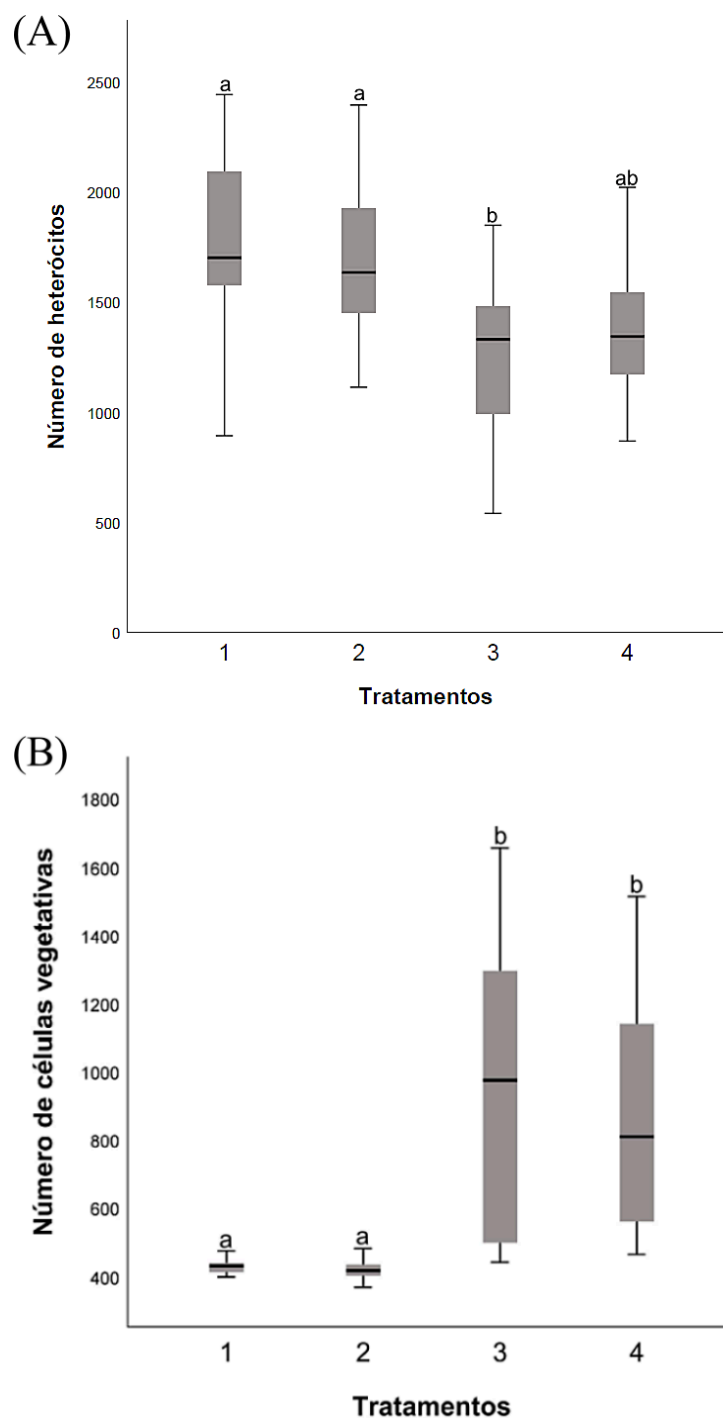 (A)
Número de heterócitos
2500
2000
1500
1000
500
0
a
a
b
ab
1 2 3 4
Tratamentos
(B)
Número de células vegetativas
1800
1600
1400
1200
1000
800
600
400
a
a
b
b
1 2 3 4
Tratamentos